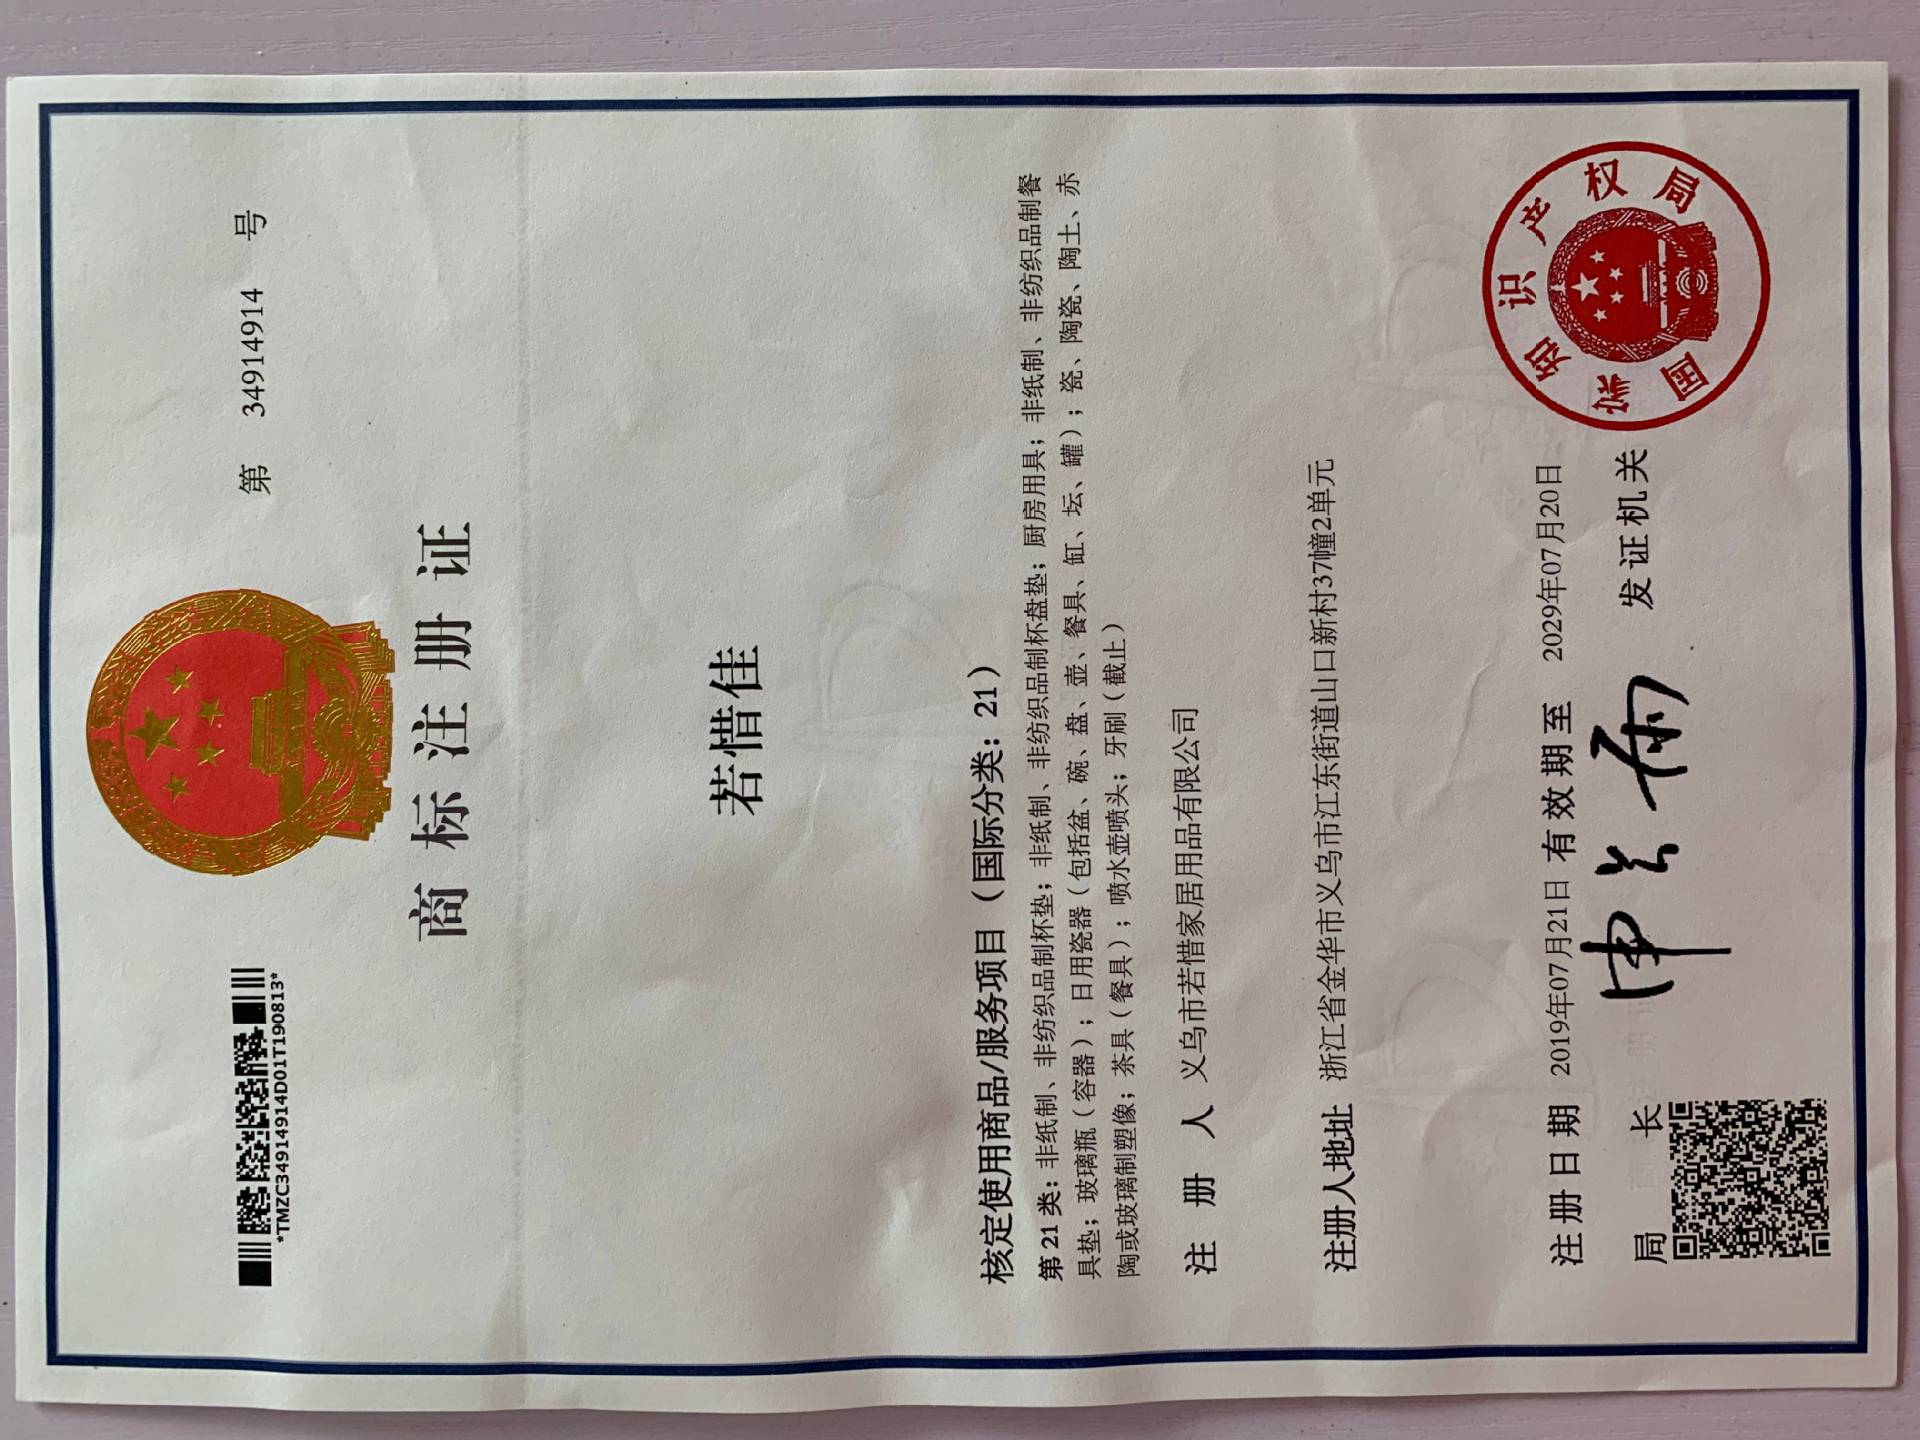 *TMZC34914914D01T190813*
第 34914914 号
商标注册证
若惜佳
核定使用商品/服务项目（国际分类：21）
第21类：非纸制、非纺织品制杯垫；非纸制、非纺织品制杯盘垫；厨房用具；非纸制、非纺织品制餐
具垫；玻璃瓶（容器）；日用瓷器（包括盆、碗、盘、壶、餐具、缸、坛、罐）；瓷、陶瓷、陶土、赤
陶或玻璃制塑像；茶具（餐具）；喷水壶喷头；牙刷（截止）
注册人 义乌市若惜家居用品有限公司
注册人地址 浙江省金华市义乌市江东街道山口新村37幢2单元
注册日期 2019年07月21日 有效期至 2029年07月20日
局长 申长雨 发证机关
国家知识产权局